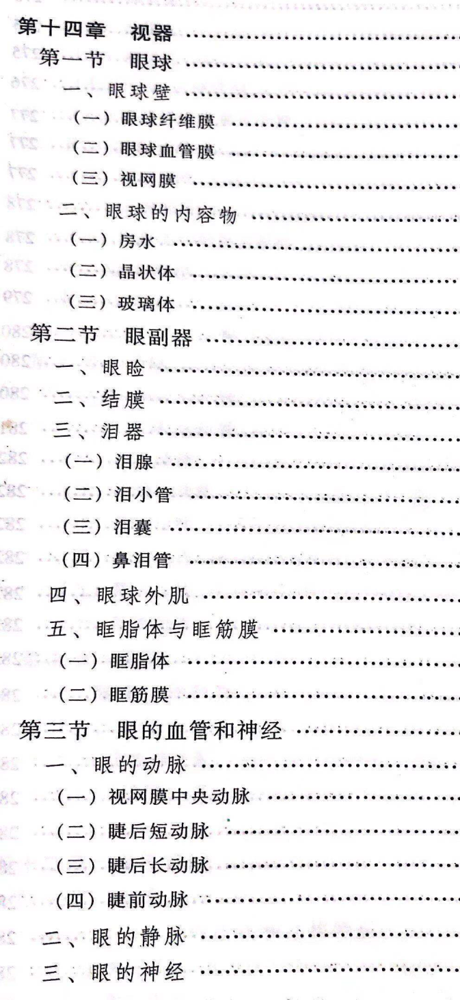 第十四章 视器 ……………………
第一节 眼球 ……………………
一、眼球壁 ……………………
(一)眼球纤维膜 ……………………
(二)眼球血管膜 ……………………
(三)视网膜 ……………………
二、眼球的内容物 ……………………
(一)房水 ……………………
(二)晶状体 ……………………
(三)玻璃体 ……………………
第二节 眼副器 ……………………
一、眼睑 ……………………
二、结膜 ……………………
三、泪器 ……………………
(一)泪腺 ……………………
(二)泪小管 ……………………
(三)泪囊 ……………………
(四)鼻泪管 ……………………
四、眼球外肌 ……………………
五、眶脂体与眶筋膜 ……………………
(一)眶脂体 ……………………
(二)眶筋膜 ……………………
第三节 眼的血管和神经 ……………………
一、眼的动脉 ……………………
(一)视网膜中央动脉 ……………………
(二)睫后短动脉 ……………………
(三)睫后长动脉 ……………………
(四)睫前动脉 ……………………
二、眼的静脉 ……………………
三、眼的神经 ……………………